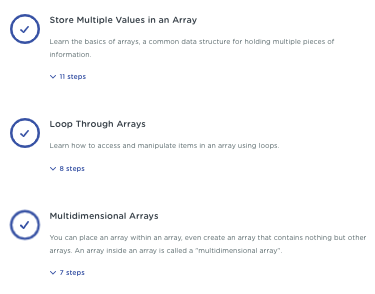 Store Multiple Values in an Array
Learn the basics of arrays, a common data structure for holding multiple pieces of
information.
11 steps
Loop Through Arrays
Learn how to access and manipulate items in an array using loops.
8 steps
Multidimensional Arrays
You can place an array within an array, even create an array that contains nothing but other
arrays. An array inside an array is called a "multidimensional array".
7 steps